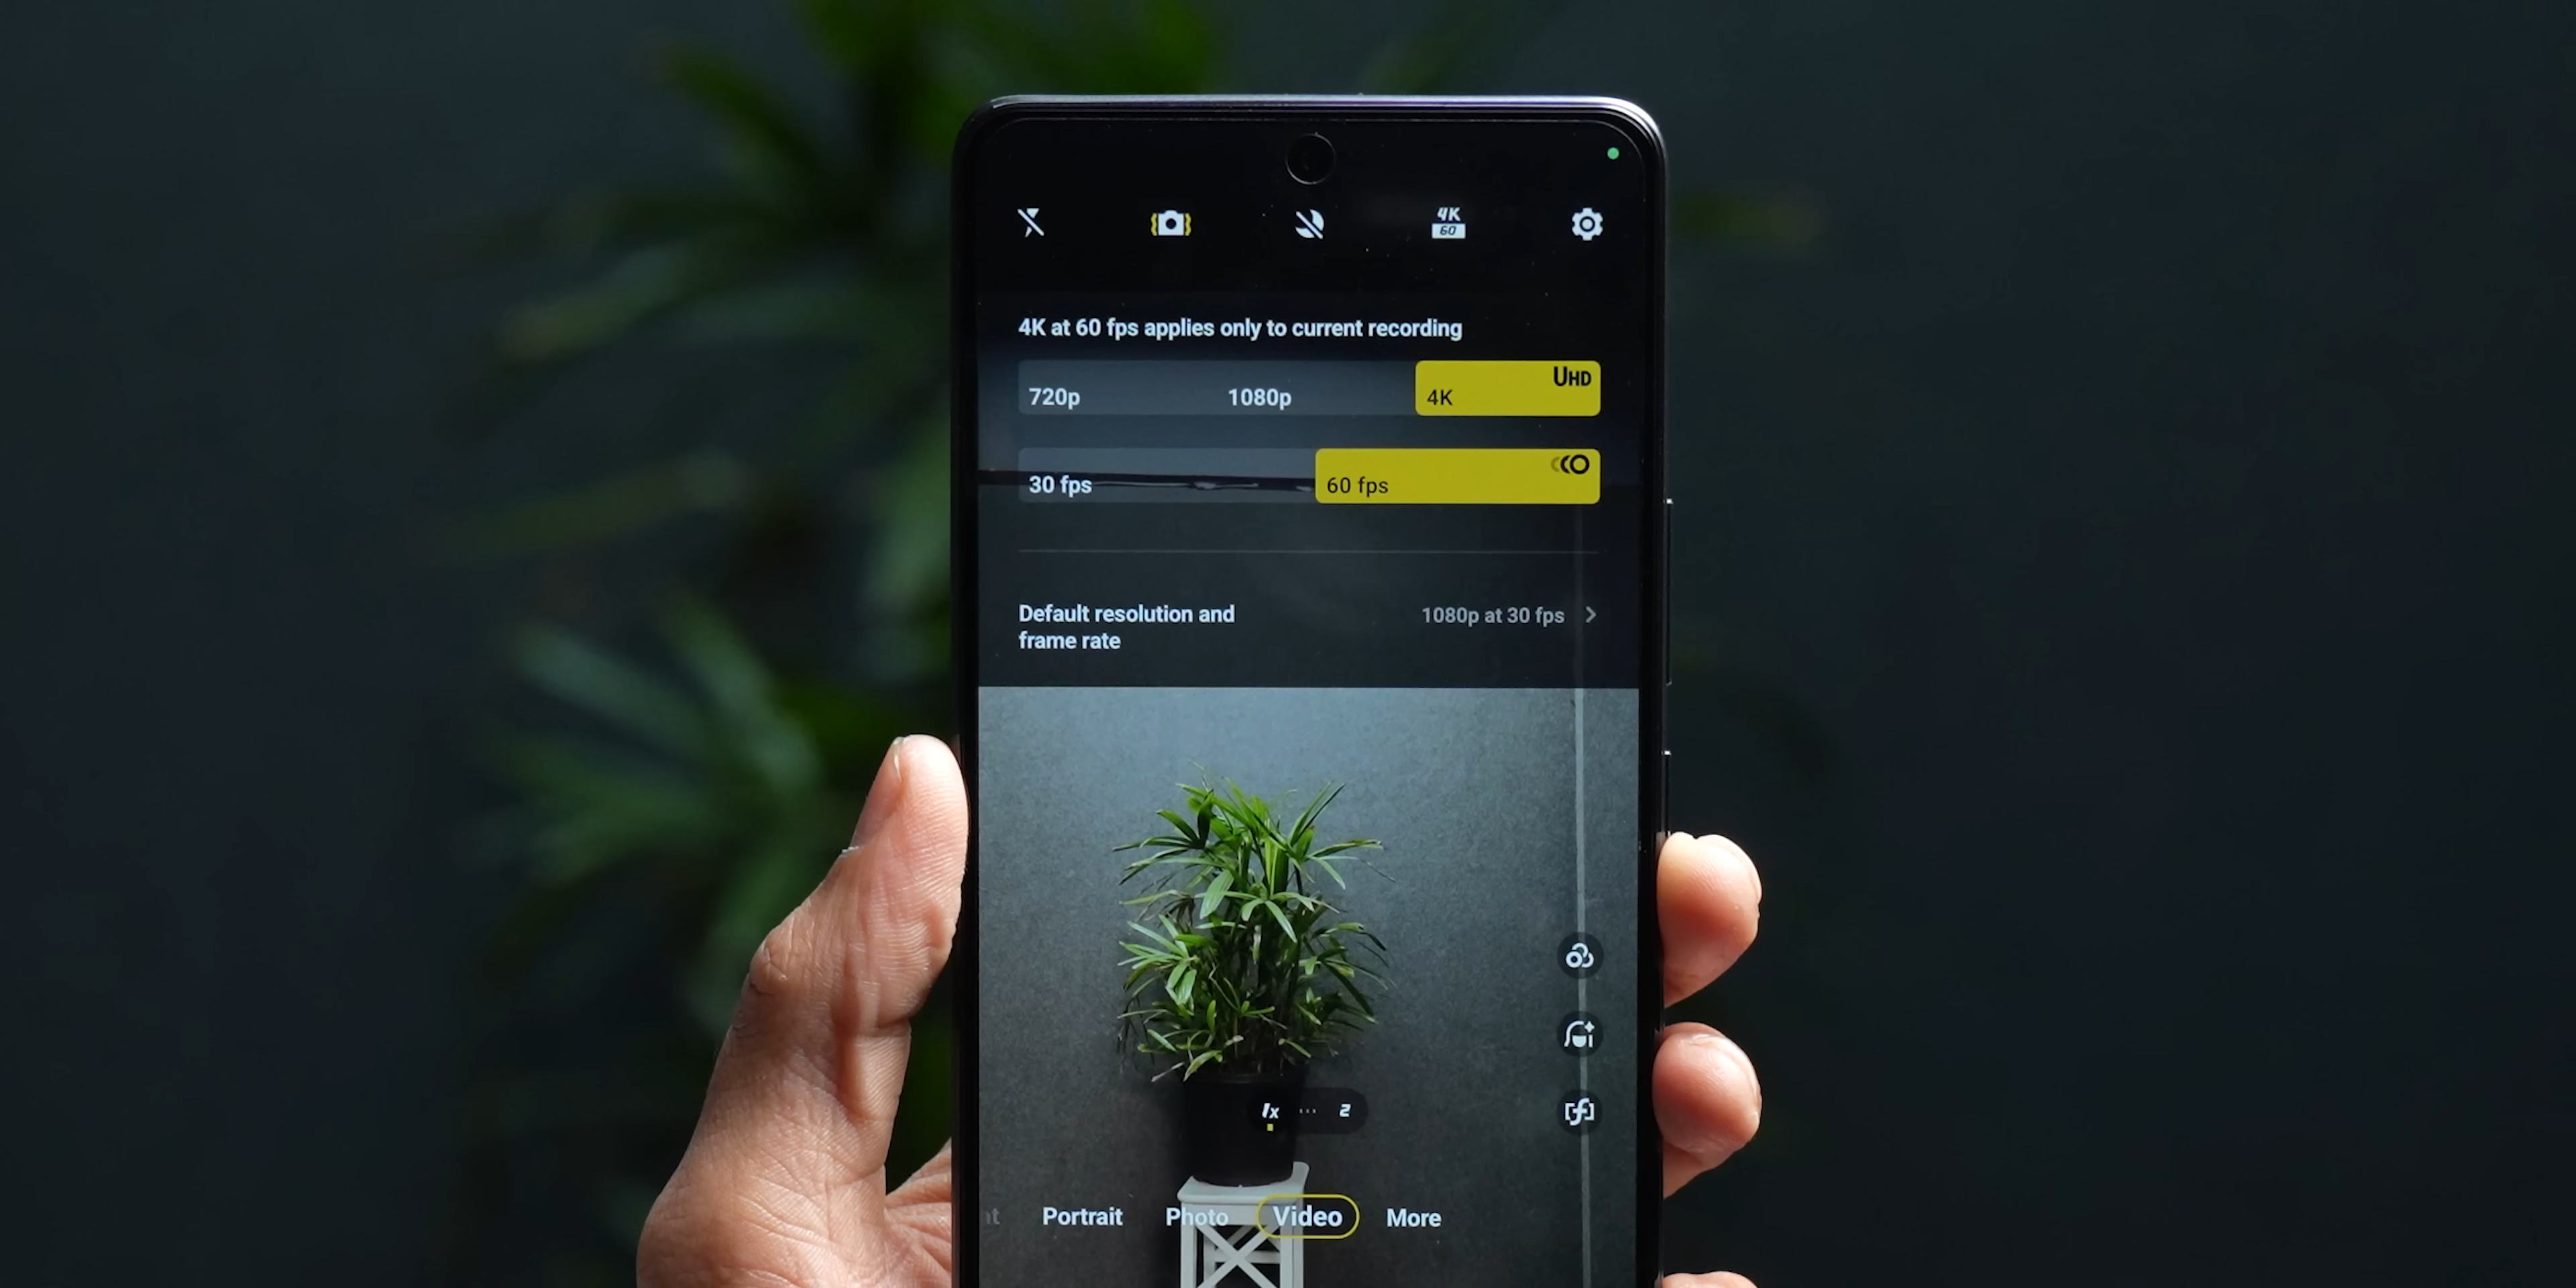 4K
60
4K at 60 fps applies only to current recording
720p 1080p 4K UHD
30 fps 60 fps
Default resolution and 1080p at 30 fps
frame rate
1x 2
Portrait Photo Video More